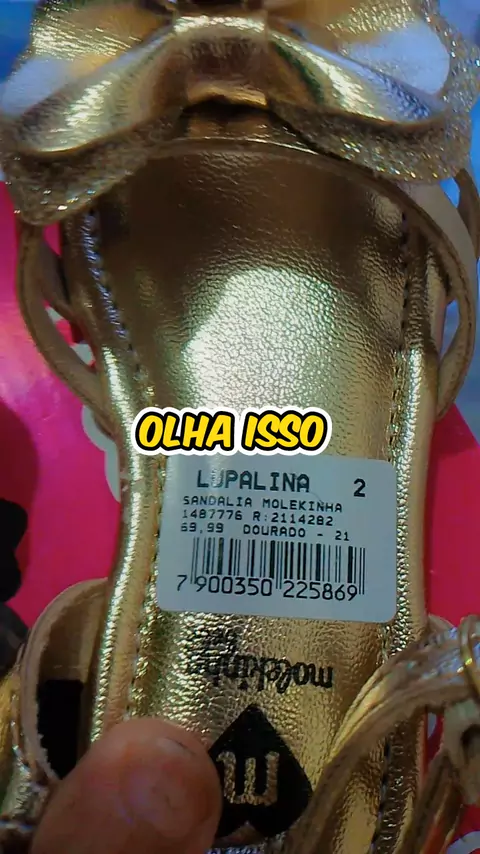 OLHA ISSO
LUPALINA 2
SANDALIA MOLEKINHA
1487776 R:2114282
69,99 DOURADO - 21
7 900350 225869
molekinha
m